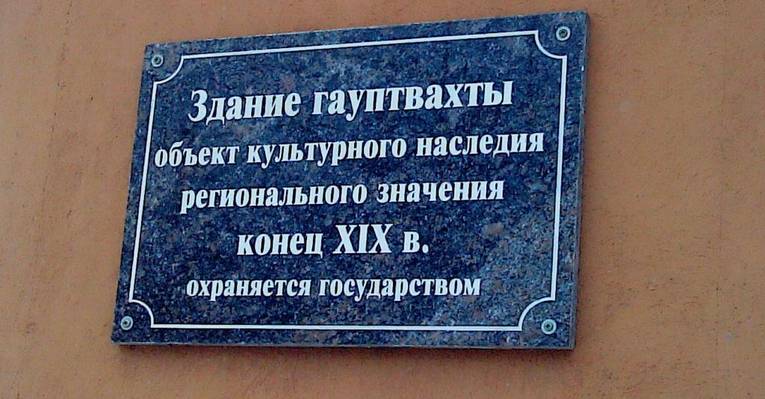 Здание гауптвахты
объект культурного наследия
регионального значения
конец XIX в.
охраняется государством